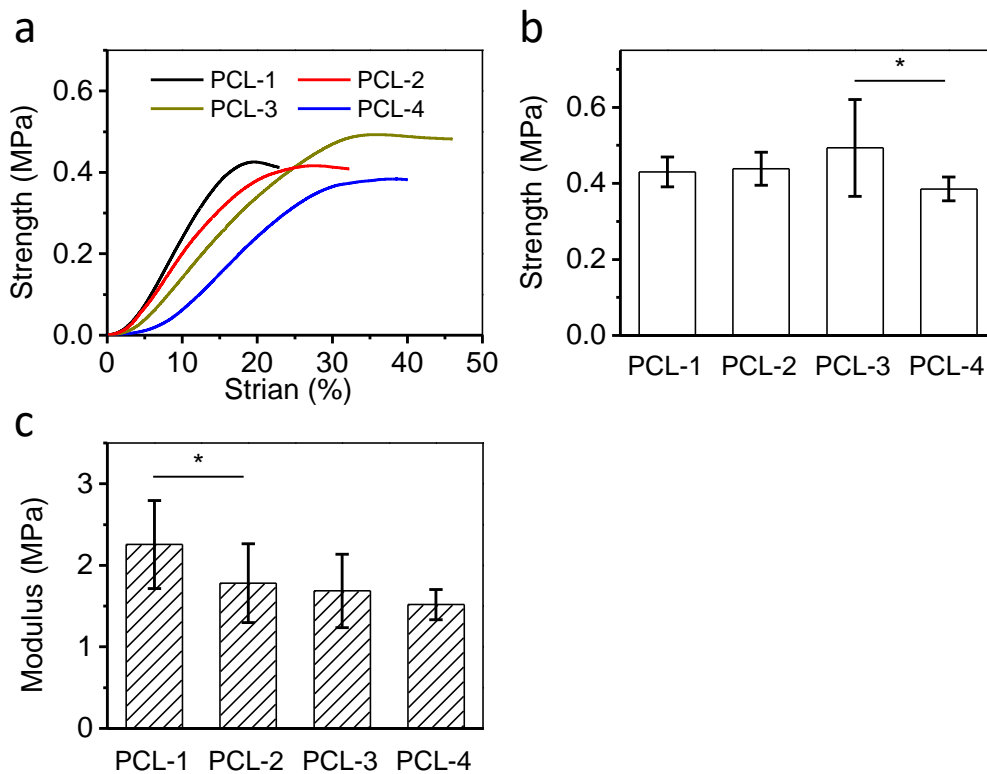 a
Strength (MPa)
0.6
0.4
0.2
0.0
PCL-1 PCL-2
PCL-3 PCL-4
0 10 20 30 40 50
Strian (%)
b
Strength (MPa)
0.6
0.4
0.2
0.0
*
PCL-1 PCL-2 PCL-3 PCL-4
c
Modulus (MPa)
3
2
1
0
*
PCL-1 PCL-2 PCL-3 PCL-4